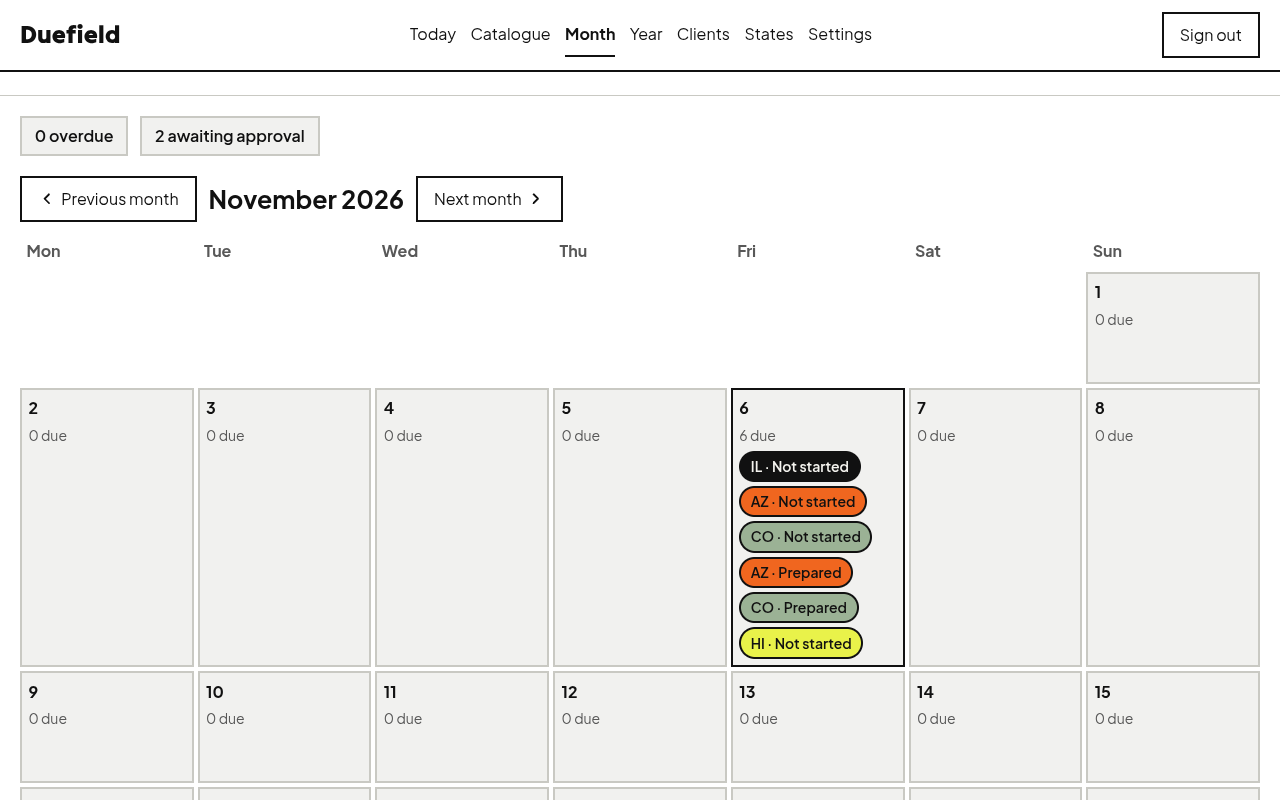 Duefield
Today Catalogue Month Year Clients States Settings
Sign out
0 overdue
2 awaiting approval
Previous month
November 2026
Next month
Mon Tue Wed Thu Fri Sat Sun
1
0 due
2
0 due
3
0 due
4
0 due
5
0 due
6
6 due
IL · Not started
AZ · Not started
CO · Not started
AZ · Prepared
CO · Prepared
HI · Not started
7
0 due
8
0 due
9
0 due
10
0 due
11
0 due
12
0 due
13
0 due
14
0 due
15
0 due